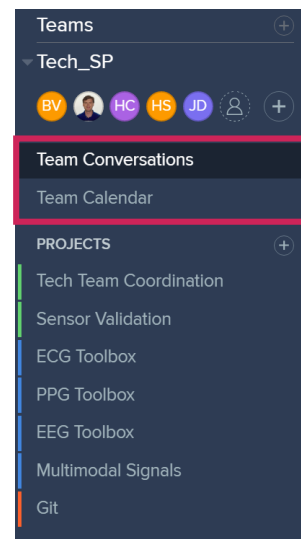 Teams
Tech_SP
BV HC HS JD
Team Conversations
Team Calendar
PROJECTS
Tech Team Coordination
Sensor Validation
ECG Toolbox
PPG Toolbox
EEG Toolbox
Multimodal Signals
Git